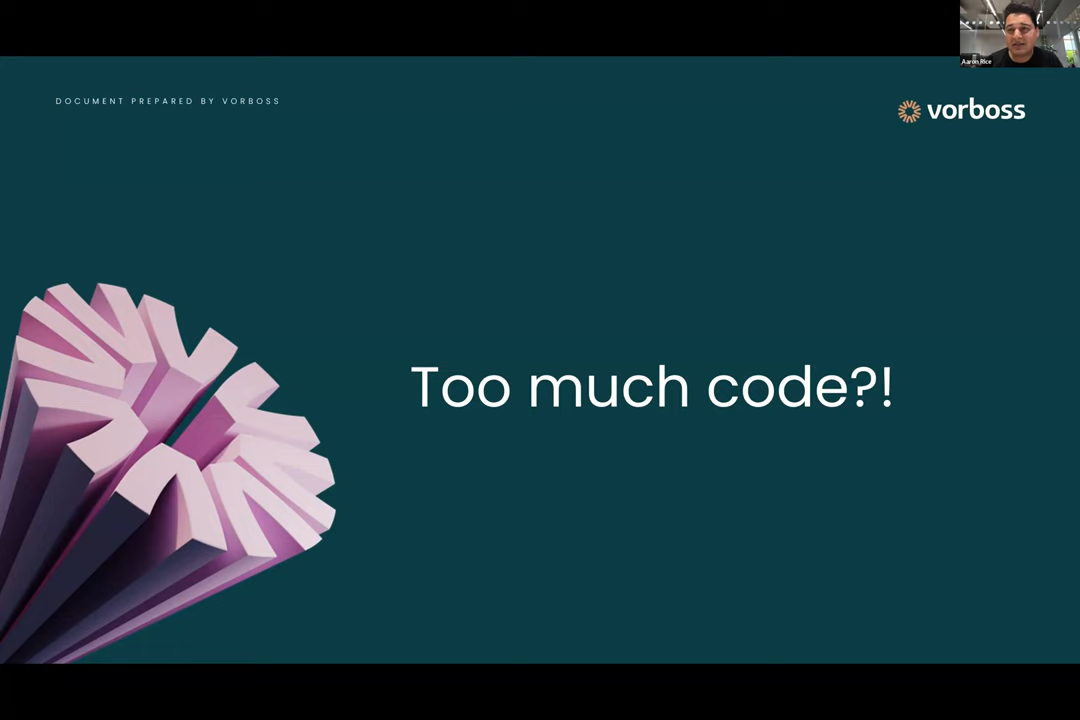 Aaron Rice
DOCUMENT PREPARED BY VORBOSS
vorboss
Too much code?!